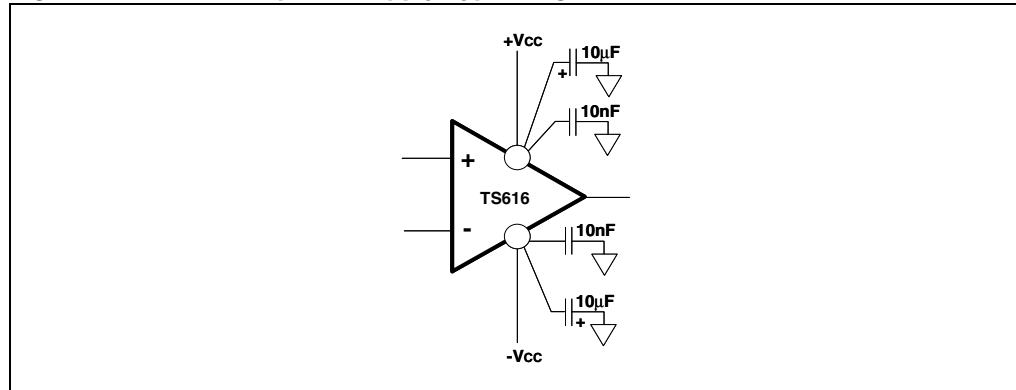 +VCC
10µF
+
10nF
+
TS616
-
10nF
10µF
+
-VCC